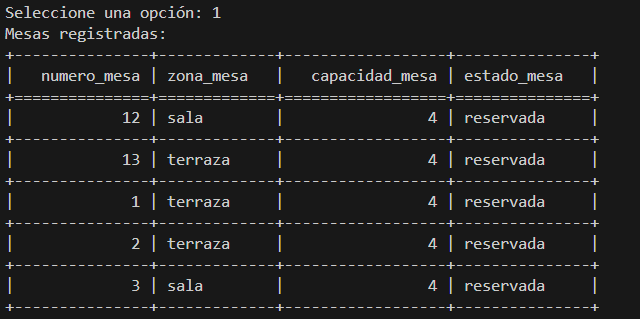 Seleccione una opción: 1
Mesas registradas:
+---------------+-------------+------------------+---------------+
|   numero_mesa | zona_mesa   |   capacidad_mesa | estado_mesa   |
+===============+=============+==================+===============+
|            12 | sala        |                4 | reservada     |
+---------------+-------------+------------------+---------------+
|            13 | terraza     |                4 | reservada     |
+---------------+-------------+------------------+---------------+
|             1 | terraza     |                4 | reservada     |
+---------------+-------------+------------------+---------------+
|             2 | terraza     |                4 | reservada     |
+---------------+-------------+------------------+---------------+
|             3 | sala        |                4 | reservada     |
+---------------+-------------+------------------+---------------+